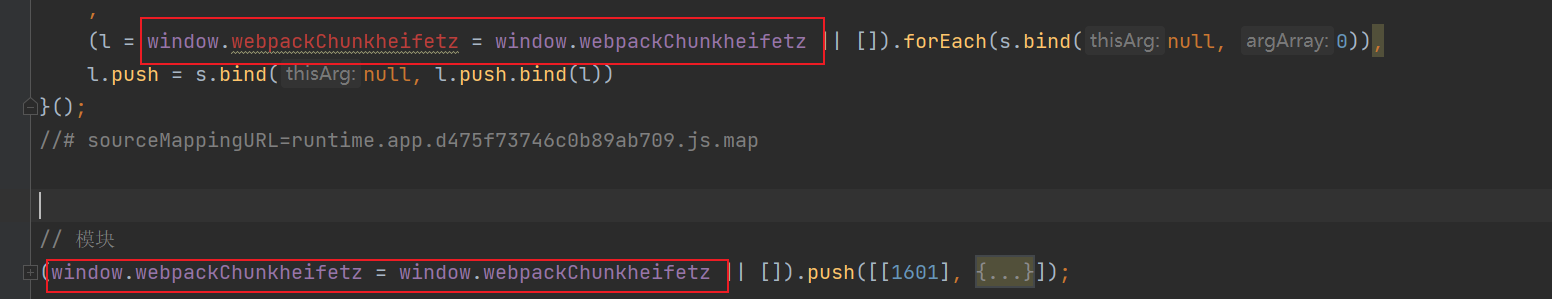 ,
(l = window.webpackChunkheifetz = window.webpackChunkheifetz || []).forEach(s.bind( thisArg: null, argArray: 0)),
l.push = s.bind( thisArg: null, l.push.bind(l))
}();
//# sourceMappingURL=runtime.app.d475f73746c0b89ab709.js.map
// 模块
(window.webpackChunkheifetz = window.webpackChunkheifetz || []).push([[1601], {...}]);